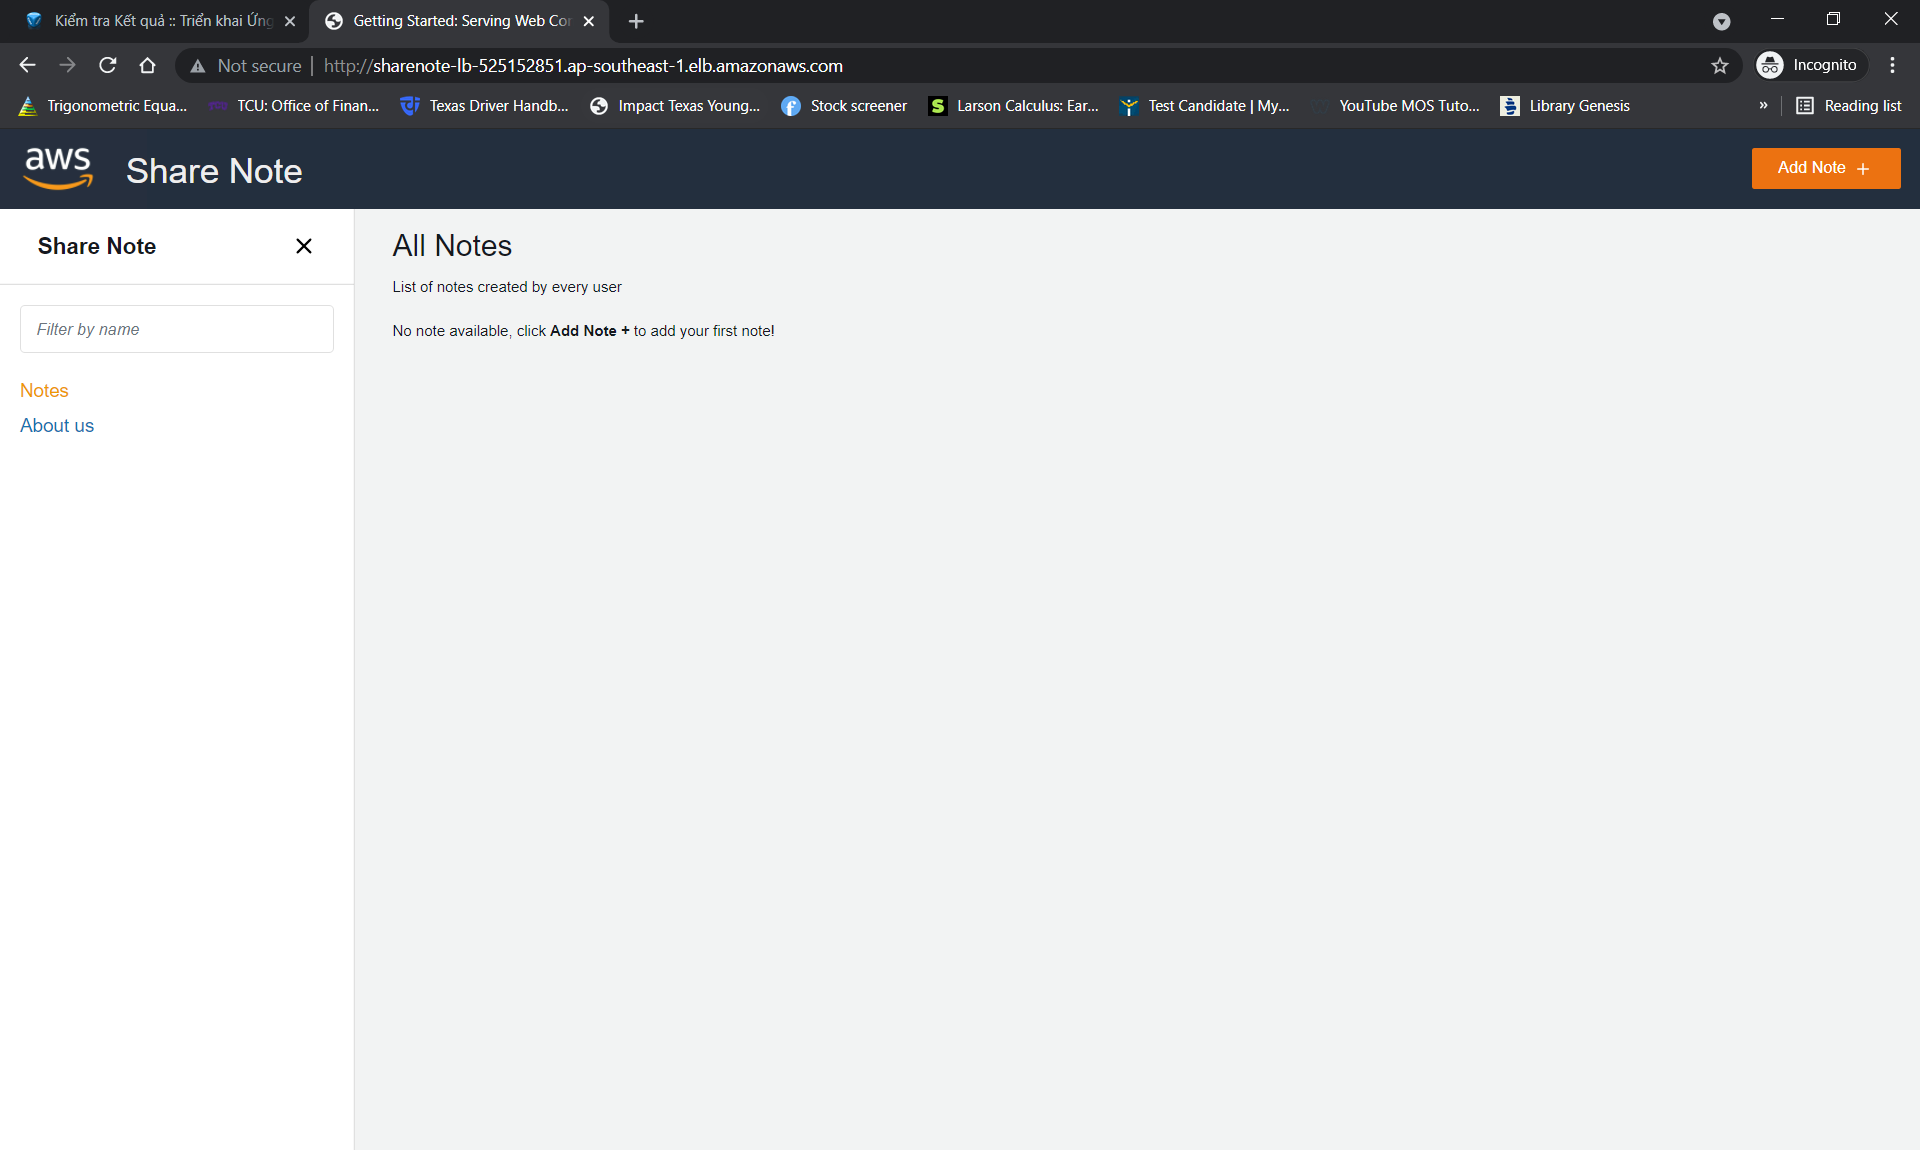 Kiểm tra Kết quả :: Triển khai Ứng
Getting Started: Serving Web Con
Not secure | http://sharenote-lb-525152851.ap-southeast-1.elb.amazonaws.com
Incognito
Trigonometric Equa...
TCU: Office of Finan...
Texas Driver Handb...
Impact Texas Young...
Stock screener
Larson Calculus: Ear...
Test Candidate | My...
YouTube MOS Tuto...
Library Genesis
»
Reading list
aws
Share Note
Add Note +
Share Note
Filter by name
Notes
About us
All Notes
List of notes created by every user
No note available, click Add Note + to add your first note!